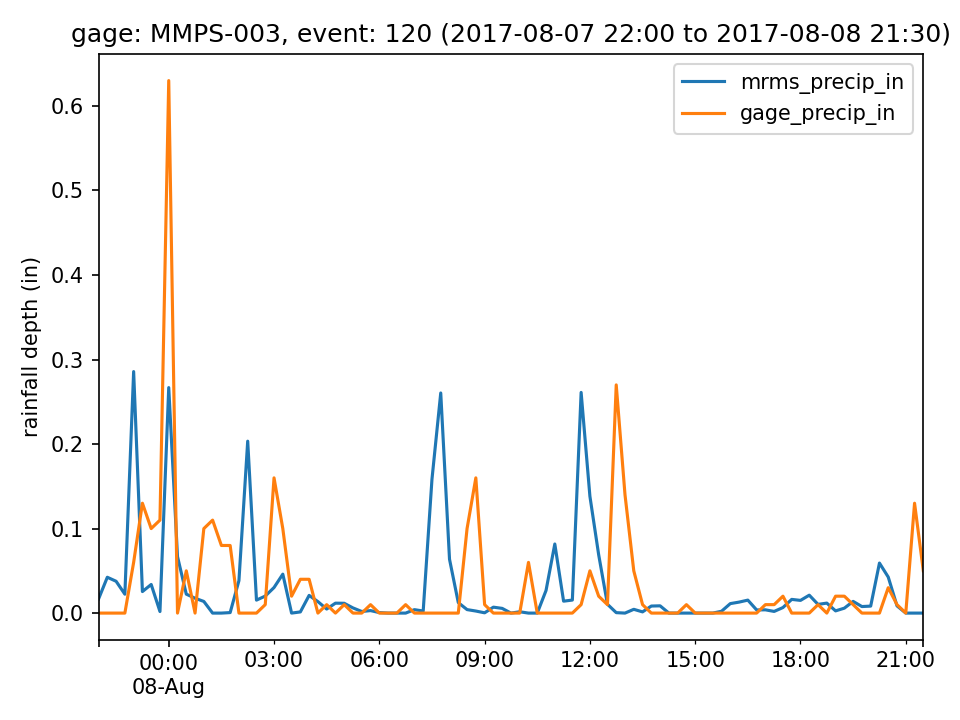 gage: MMPS-003, event: 120 (2017-08-07 22:00 to 2017-08-08 21:30)
mrms_precip_in
gage_precip_in
rainfall depth (in)
0.6
0.5
0.4
0.3
0.2
0.1
0.0
00:00 03:00 06:00 09:00 12:00 15:00 18:00 21:00
08-Aug